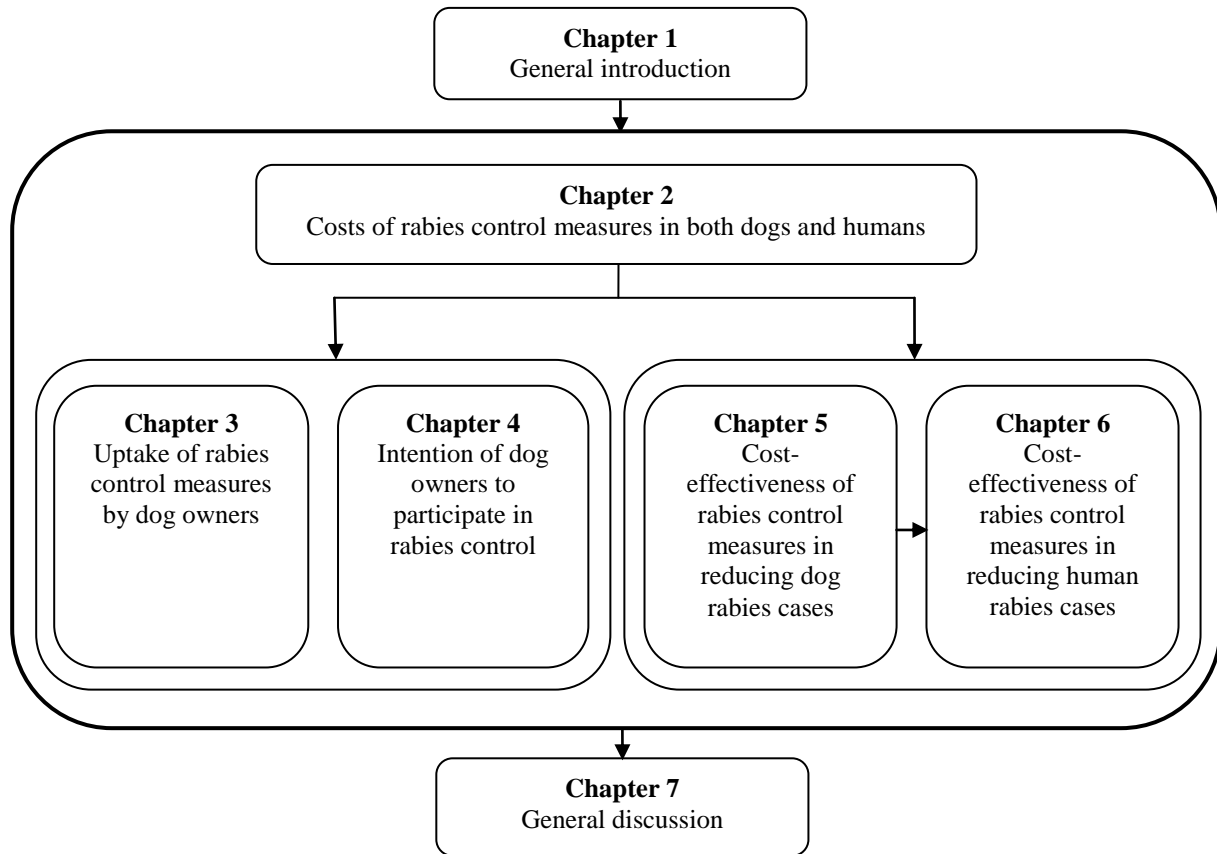 Chapter 1
General introduction
Chapter 2
Costs of rabies control measures in both dogs and humans
Chapter 3
Uptake of rabies
control measures
by dog owners
Chapter 4
Intention of dog
owners to
participate in
rabies control
Chapter 5
Cost-
effectiveness of
rabies control
measures in
reducing dog
rabies cases
Chapter 6
Cost-
effectiveness of
rabies control
measures in
reducing human
rabies cases
Chapter 7
General discussion